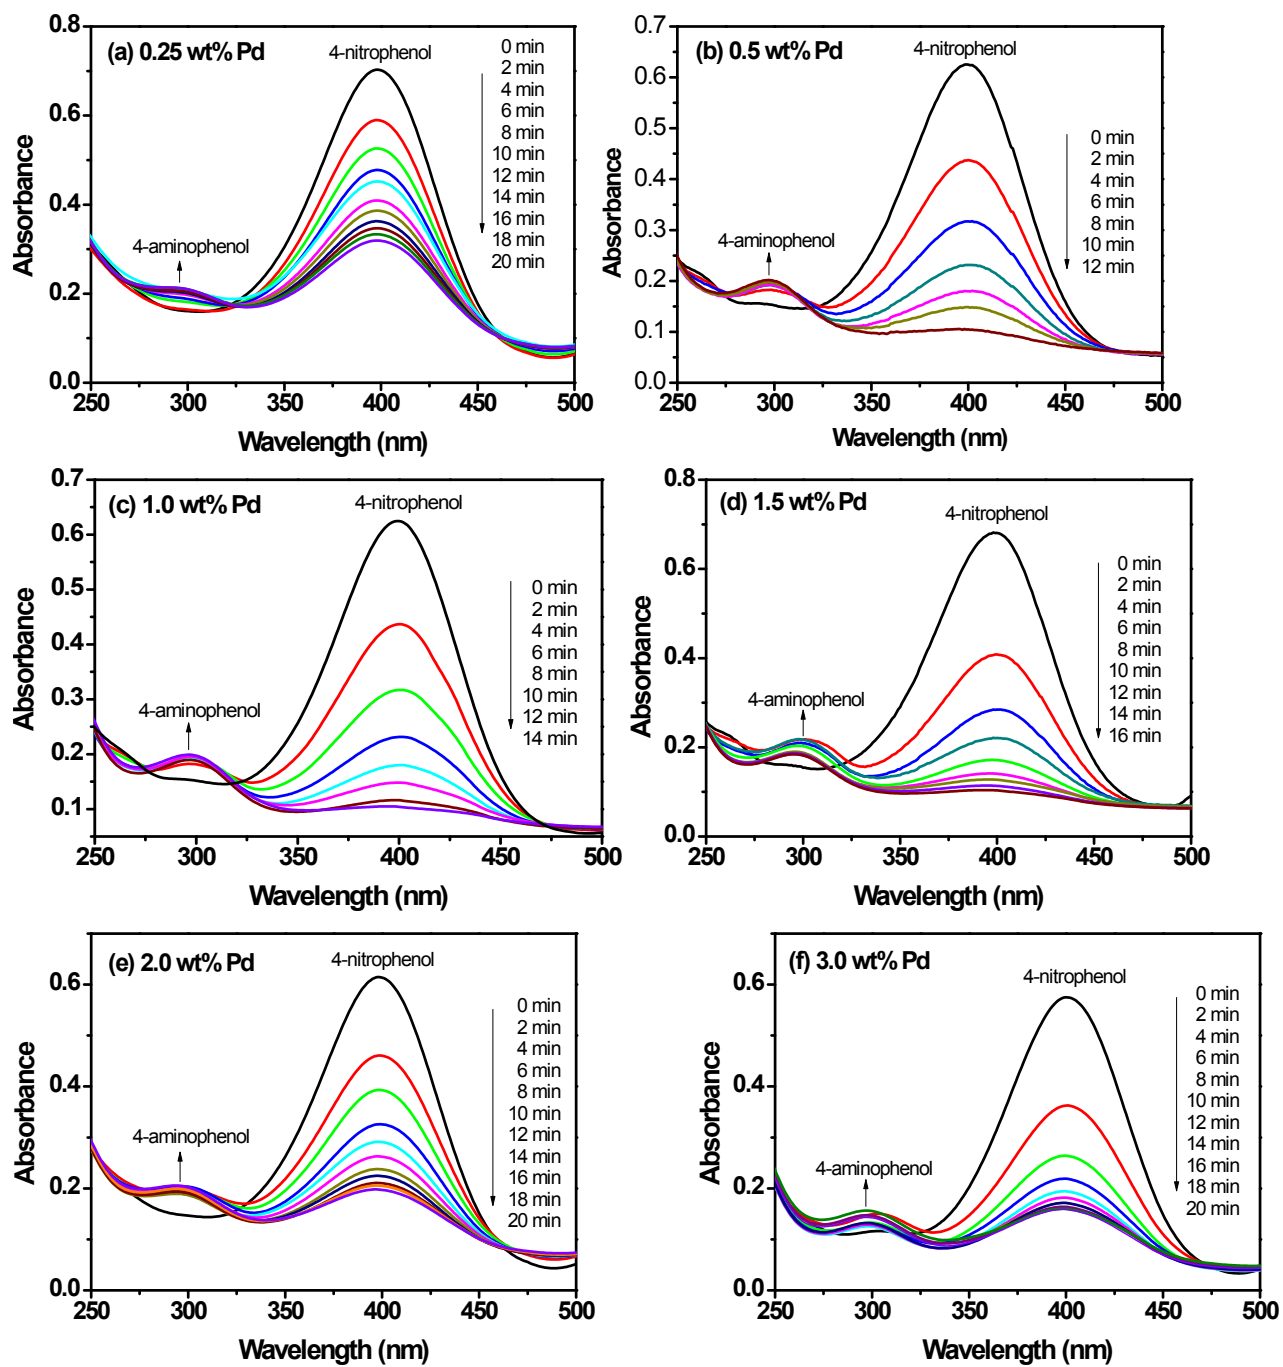 (a) 0.25 wt% Pd
4-nitrophenol
4-aminophenol
0 min
2 min
4 min
6 min
8 min
10 min
12 min
14 min
16 min
18 min
20 min
0.8
0.6
0.4
0.2
0.0
250 300 350 400 450 500
Absorbance
Wavelength (nm)
(b) 0.5 wt% Pd
4-nitrophenol
4-aminophenol
0 min
2 min
4 min
6 min
8 min
10 min
12 min
0.7
0.6
0.5
0.4
0.3
0.2
0.1
0.0
250 300 350 400 450 500
Absorbance
Wavelength (nm)
(c) 1.0 wt% Pd
4-nitrophenol
4-aminophenol
0 min
2 min
4 min
6 min
8 min
10 min
12 min
14 min
0.7
0.6
0.5
0.4
0.3
0.2
0.1
250 300 350 400 450 500
Absorbance
Wavelength (nm)
(d) 1.5 wt% Pd
4-nitrophenol
4-aminophenol
0 min
2 min
4 min
6 min
8 min
10 min
12 min
14 min
16 min
0.8
0.6
0.4
0.2
0.0
250 300 350 400 450 500
Absorbance
Wavelength (nm)
(e) 2.0 wt% Pd
4-nitrophenol
4-aminophenol
0 min
2 min
4 min
6 min
8 min
10 min
12 min
14 min
16 min
18 min
20 min
0.6
0.4
0.2
0.0
250 300 350 400 450 500
Absorbance
Wavelength (nm)
(f) 3.0 wt% Pd
4-nitrophenol
4-aminophenol
0 min
2 min
4 min
6 min
8 min
10 min
12 min
14 min
16 min
18 min
20 min
0.6
0.4
0.2
0.0
250 300 350 400 450 500
Absorbance
Wavelength (nm)